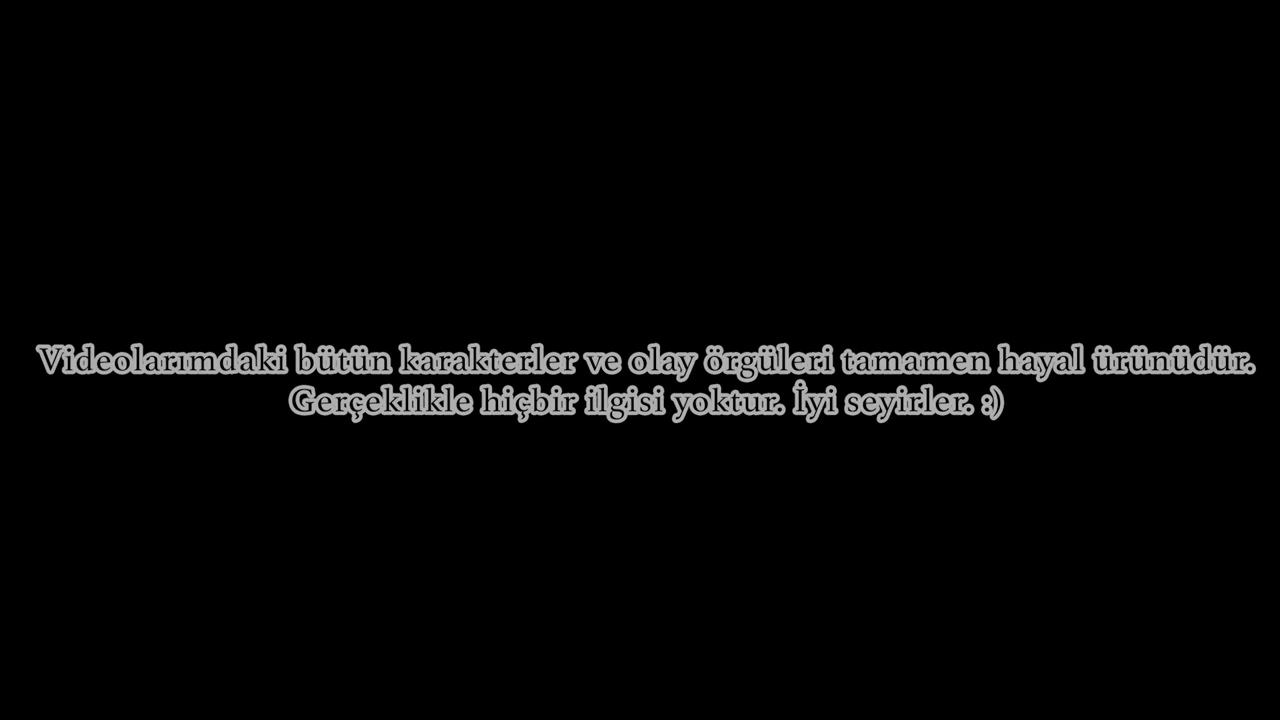 Videolarımdaki bütün karakterler ve olay örgüleri tamamen hayal ürünüdür.
Gerçeklikle hiçbir ilgisi yoktur. İyi seyirler. :)